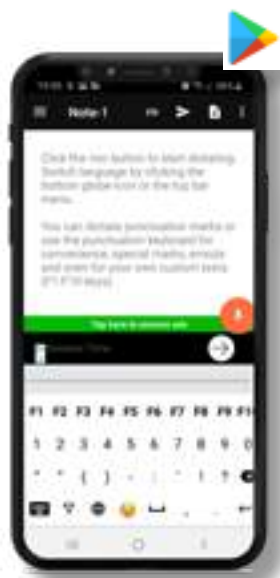 Note 1
EN
Click the mic button to start dictating.
Switch language by clicking the
bottom globe icon or the top bar
menu.
You can dictate punctuation marks or
use the punctuation keyboard for
convenience, special marks, emojis
and even for your own custom texts
(F1-F10 keys).
Tap here to remove ads
F1 F2 F3 F4 F5 F6 F7 F8 F9 F10
1 2 3 4 5 6 7 8 9 0
" " ( ) - : ; ' ! ?